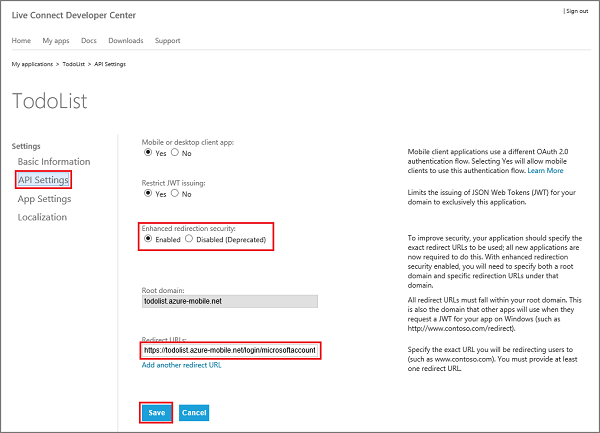 Live Connect Developer Center
| Sign out
Home My apps Docs Downloads Support
My applications > TodoList > API Settings
TodoList
Settings
Basic Information
API Settings
App Settings
Localization
Mobile or desktop client app:
Yes No
Mobile client applications use a different OAuth 2.0
authentication flow. Selecting Yes will allow mobile
clients to use this authentication flow. Learn More
Restrict JWT issuing:
Yes No
Limits the issuing of JSON Web Tokens (JWT) for your
domain to exclusively this application.
Enhanced redirection security:
Enabled Disabled (Deprecated)
To improve security, your application should specify the
exact redirect URLs to be used; all new applications are
now required to do this. With enhanced redirection
security enabled, you will need to specify both a root
domain and specific redirection URLs under that
domain.
Root domain:
todolist.azure-mobile.net
All redirect URLs must fall within your root domain. This
is also the domain that other apps will use when they
request a JWT for your app on Windows (such as
http://www.contoso.com/redirect).
Redirect URLs:
https://todolist.azure-mobile.net/login/microsoftaccount
Add another redirect URL
Specify the exact URL you will be redirecting users to
(such as www.contoso.com). You must provide at least
one redirect URL.
Save Cancel